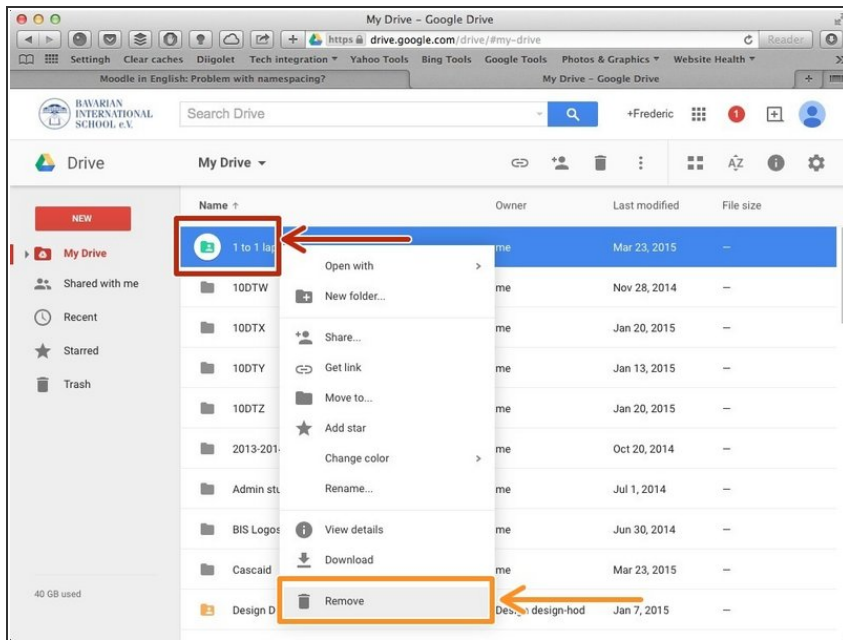 My Drive – Google Drive
https drive.google.com/drive/#my-drive Reader
Settingh Clear caches Diigolet Tech integration Yahoo Tools Bing Tools Google Tools Photos & Graphics Website Health
Moodle in English: Problem with namespacing? My Drive – Google Drive
BAVARIAN
INTERNATIONAL
SCHOOL e.V.
Search Drive +Frederic 1
Drive My Drive AZ
NEW
My Drive
Shared with me
Recent
Starred
Trash
40 GB used
Name Owner Last modified File size
1 to 1 me Mar 23, 2015 –
10DTW me Nov 28, 2014 –
10DTX me Jan 20, 2015 –
10DTY me Jan 13, 2015 –
10DTZ me Jan 20, 2015 –
2013-201 me Oct 20, 2014 –
Admin me Jul 1, 2014 –
BIS Logos me Jun 30, 2014 –
Cascaid me Mar 23, 2015 –
Design D Design design-hod Jan 7, 2015 –
Open with
New folder...
Share...
Get link
Move to...
Add star
Change color
Rename...
View details
Download
Remove